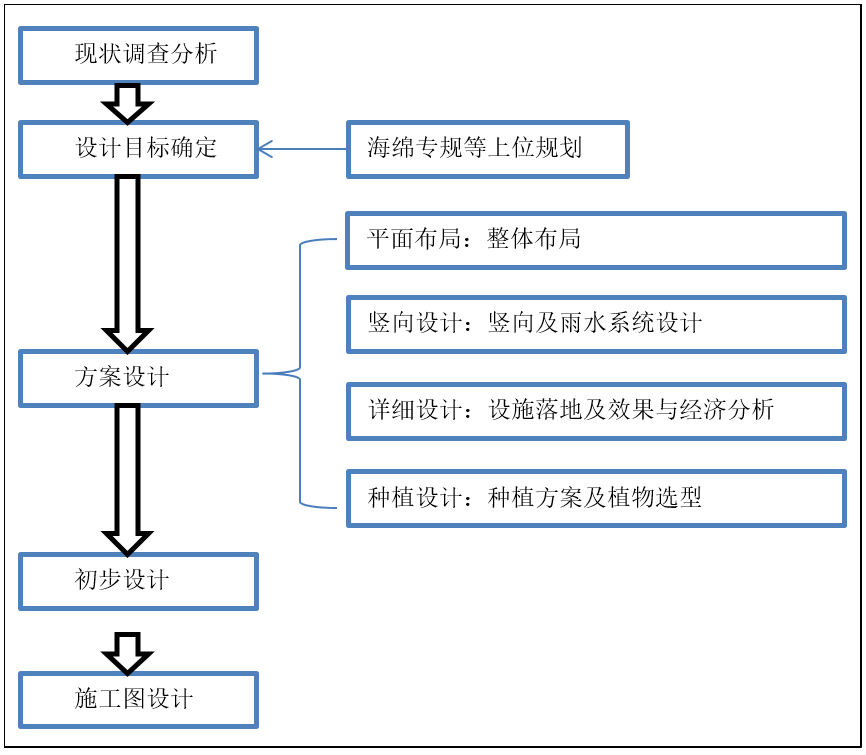 现状调查分析
设计目标确定
海绵专规等上位规划
平面布局：整体布局
竖向设计：竖向及雨水系统设计
方案设计
详细设计：设施落地及效果与经济分析
种植设计：种植方案及植物选型
初步设计
施工图设计